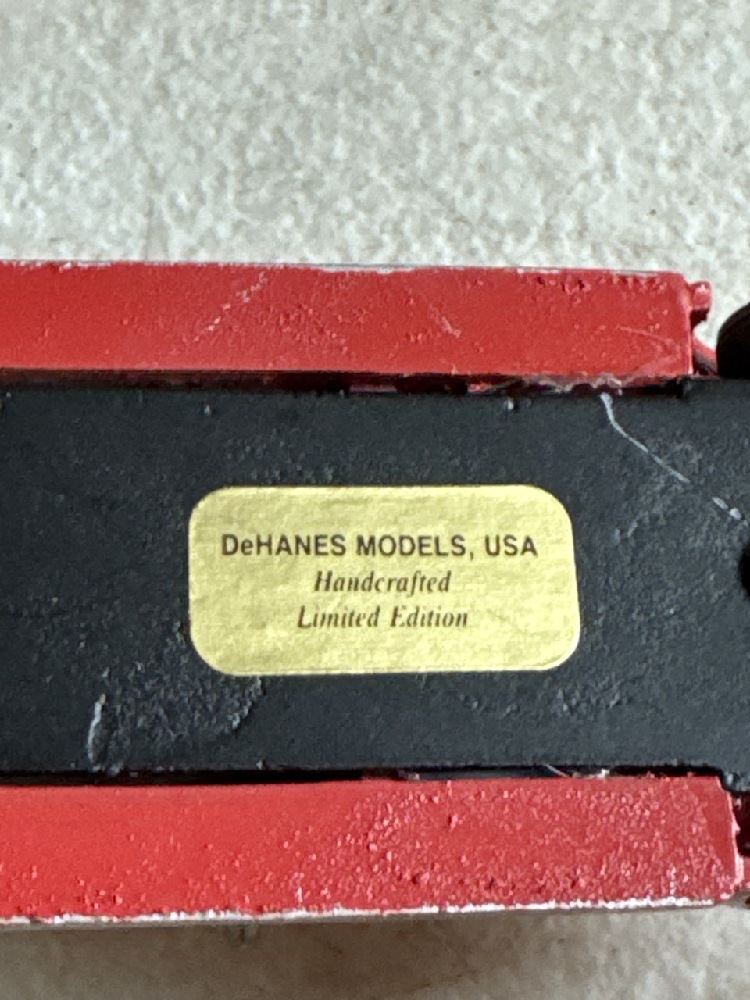 DeHANES MODELS, USA
Handcrafted
Limited Edition